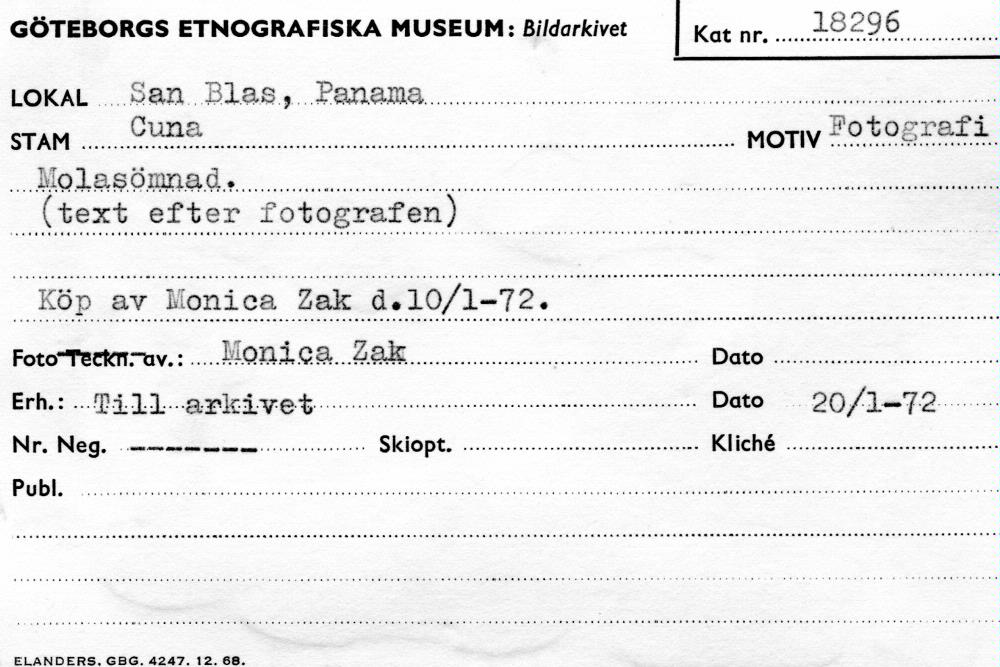 GÖTEBORGS ETNOGRAFISKA MUSEUM: Bildarkivet
Kat nr. 18296
LOKAL San Blas, Panama
STAM Cuna MOTIV Fotografi
Molasömnad.
(text efter fotografen)
Köp av Monica Zak d.10/1-72.
Foto Teckn. av.: Monica Zak Dato
Erh.: Till arkivet Dato 20/1-72
Nr. Neg. ------- Skiopt. Kliché
Publ.
ELANDERS. GBG. 4247. 12. 68.